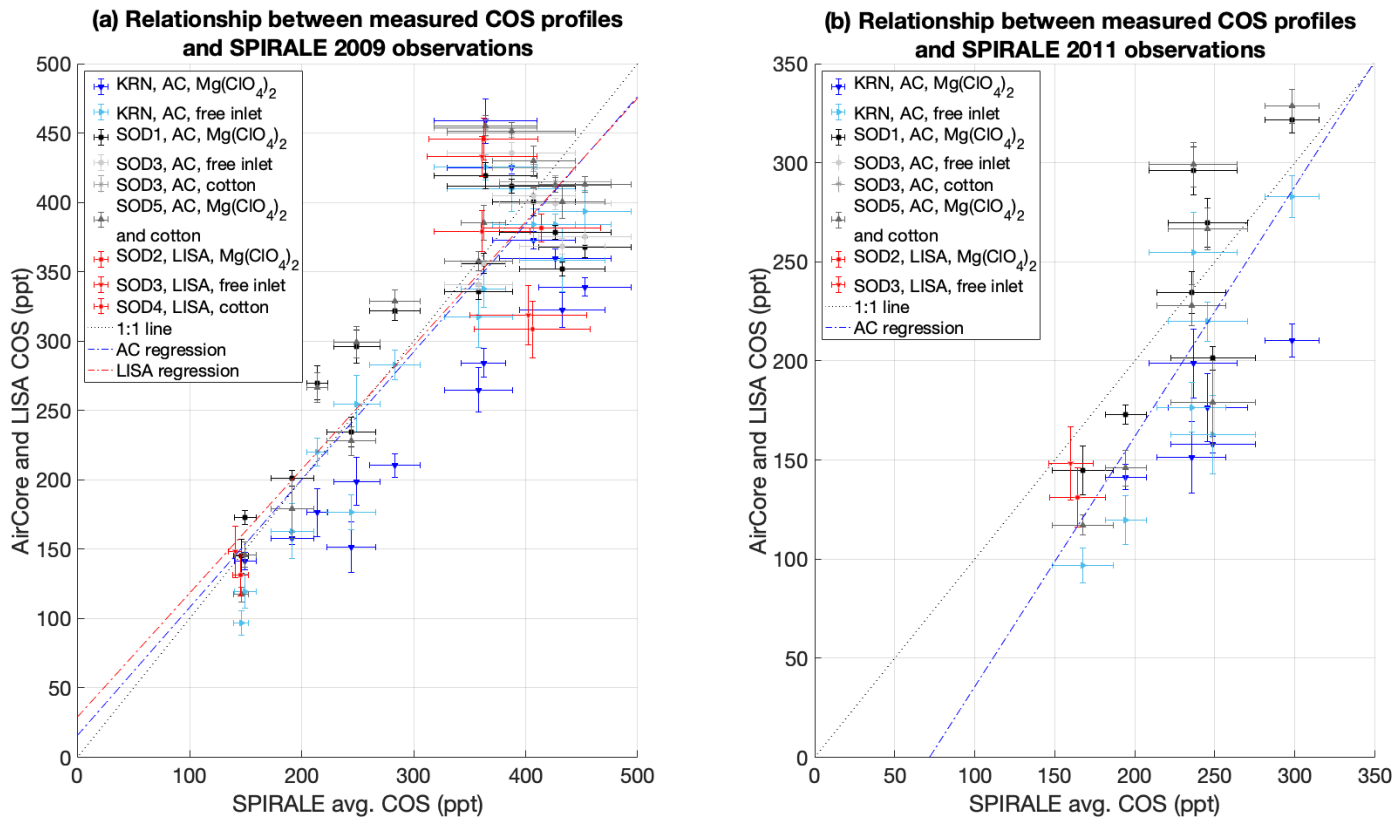 (a) Relationship between measured COS profiles
and SPIRALE 2009 observations
500
450
400
350
300
250
200
150
100
50
0
AirCore and LISA COS (ppt)
KRN, AC, Mg(ClO4)2
KRN, AC, free inlet
SOD1, AC, Mg(ClO4)2
SOD3, AC, free inlet
SOD3, AC, cotton
SOD5, AC, Mg(ClO4)2
and cotton
SOD2, LISA, Mg(ClO4)2
SOD3, LISA, free inlet
SOD4, LISA, cotton
1:1 line
AC regression
LISA regression
0 100 200 300 400 500
SPIRALE avg. COS (ppt)
(b) Relationship between measured COS profiles
and SPIRALE 2011 observations
350
300
250
200
150
100
50
0
AirCore and LISA COS (ppt)
KRN, AC, Mg(ClO4)2
KRN, AC, free inlet
SOD1, AC, Mg(ClO4)2
SOD3, AC, free inlet
SOD3, AC, cotton
SOD5, AC, Mg(ClO4)2
and cotton
SOD2, LISA, Mg(ClO4)2
SOD3, LISA, free inlet
1:1 line
AC regression
0 50 100 150 200 250 300 350
SPIRALE avg. COS (ppt)